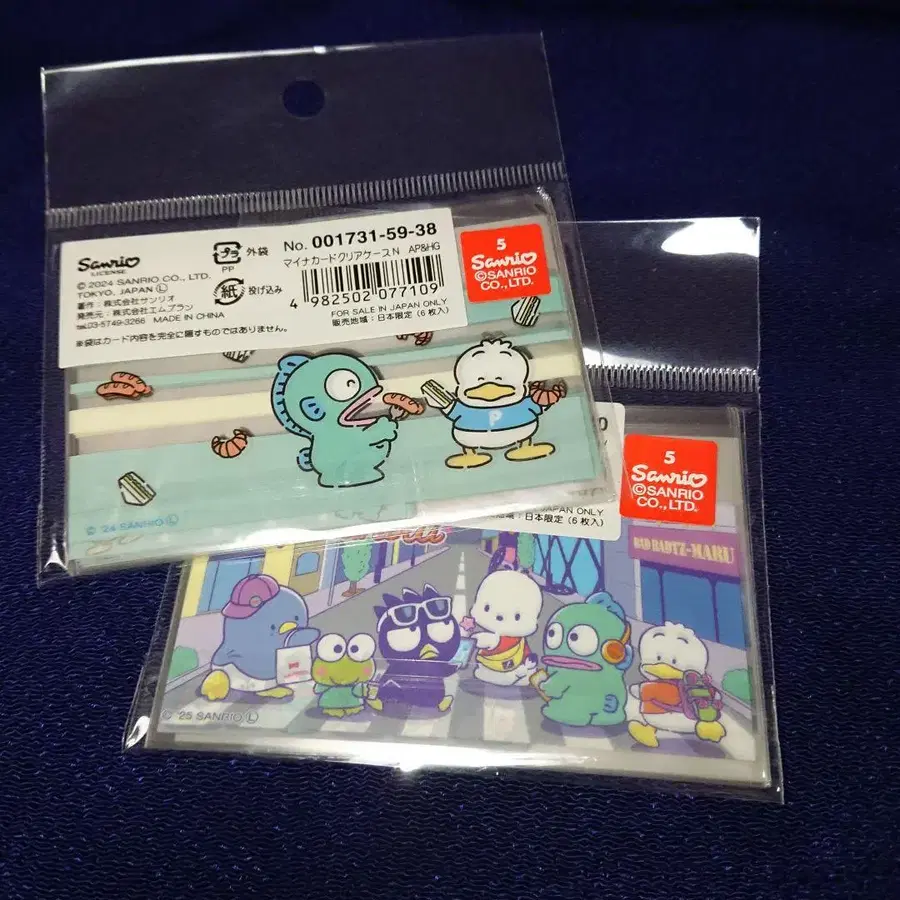 Sanrio
LICENSE
© 2024 SANRIO CO., LTD.
TOKYO, JAPAN Ⓛ
著作：株式会社サンリオ
発売元：株式会社エムプラン
℡.03-5749-3266 MADE IN CHINA
※袋はカード内容を完全に隠すものではありません。
プラ 外袋
PP
紙 投げ込み
No. 001731-59-38
マイナカードクリアケースN AP&HG
4 982502 077109
FOR SALE IN JAPAN ONLY
販売地域：日本限定（6枚入）
5
Sanrio
©SANRIO
CO., LTD.
P
© '24 SANRIO Ⓛ
5
Sanrio
©SANRIO
CO., LTD.
JAPAN ONLY
：日本限定（6枚入）
BAD BADTZ-MARU
© '25 SANRIO Ⓛ